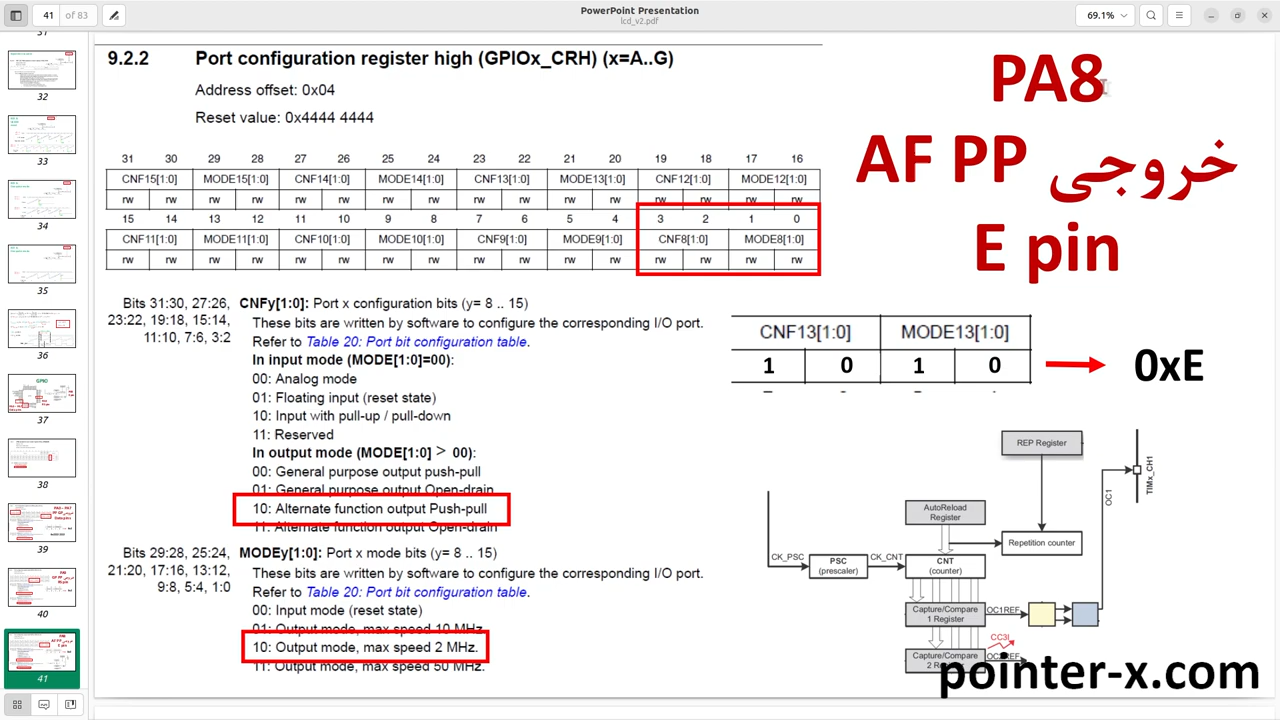 41 of 83
PowerPoint Presentation
lcd_v2.pdf
69.1%
32
33
34
35
36
37
38
39
40
41
9.2.2 Port configuration register high (GPIOx_CRH) (x=A..G)
Address offset: 0x04
Reset value: 0x4444 4444
31 30 29 28 27 26 25 24 23 22 21 20 19 18 17 16
CNF15[1:0] MODE15[1:0] CNF14[1:0] MODE14[1:0] CNF13[1:0] MODE13[1:0] CNF12[1:0] MODE12[1:0]
rw rw rw rw rw rw rw rw rw rw rw rw rw rw rw rw
15 14 13 12 11 10 9 8 7 6 5 4 3 2 1 0
CNF11[1:0] MODE11[1:0] CNF10[1:0] MODE10[1:0] CNF9[1:0] MODE9[1:0] CNF8[1:0] MODE8[1:0]
rw rw rw rw rw rw rw rw rw rw rw rw rw rw rw rw
Bits 31:30, 27:26, 23:22, 19:18, 15:14, 11:10, 7:6, 3:2
CNFy[1:0]: Port x configuration bits (y= 8 .. 15)
These bits are written by software to configure the corresponding I/O port.
Refer to Table 20: Port bit configuration table.
In input mode (MODE[1:0]=00):
00: Analog mode
01: Floating input (reset state)
10: Input with pull-up / pull-down
11: Reserved
In output mode (MODE[1:0] > 00):
00: General purpose output push-pull
01: General purpose output Open-drain
10: Alternate function output Push-pull
11: Alternate function output Open-drain
Bits 29:28, 25:24, 21:20, 17:16, 13:12, 9:8, 5:4, 1:0
MODEy[1:0]: Port x mode bits (y= 8 .. 15)
These bits are written by software to configure the corresponding I/O port.
Refer to Table 20: Port bit configuration table.
00: Input mode (reset state)
01: Output mode, max speed 10 MHz.
10: Output mode, max speed 2 MHz.
11: Output mode, max speed 50 MHz.
PA8
خروجی AF PP
E pin
CNF13[1:0] MODE13[1:0]
1 0 1 0
0xE
REP Register
AutoReload
Register
Repetition counter
CK_PSC
PSC
(prescaler)
CK_CNT
CNT
(counter)
Capture/Compare
1 Register
OC1REF
OC1
TIMx_CH1
CC3I
Capture/Compare
pointer-x.com